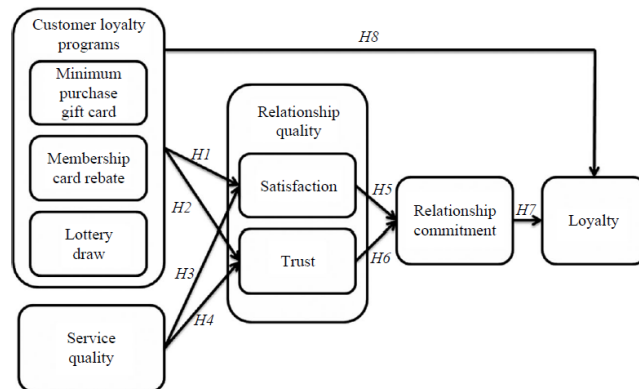 Customer loyalty
programs
Minimum
purchase
gift card
Membership
card rebate
Lottery
draw
Service
quality
H1
H2
H3
H4
Relationship
quality
Satisfaction
Trust
H5
H6
Relationship
commitment
H7
Loyalty
H8